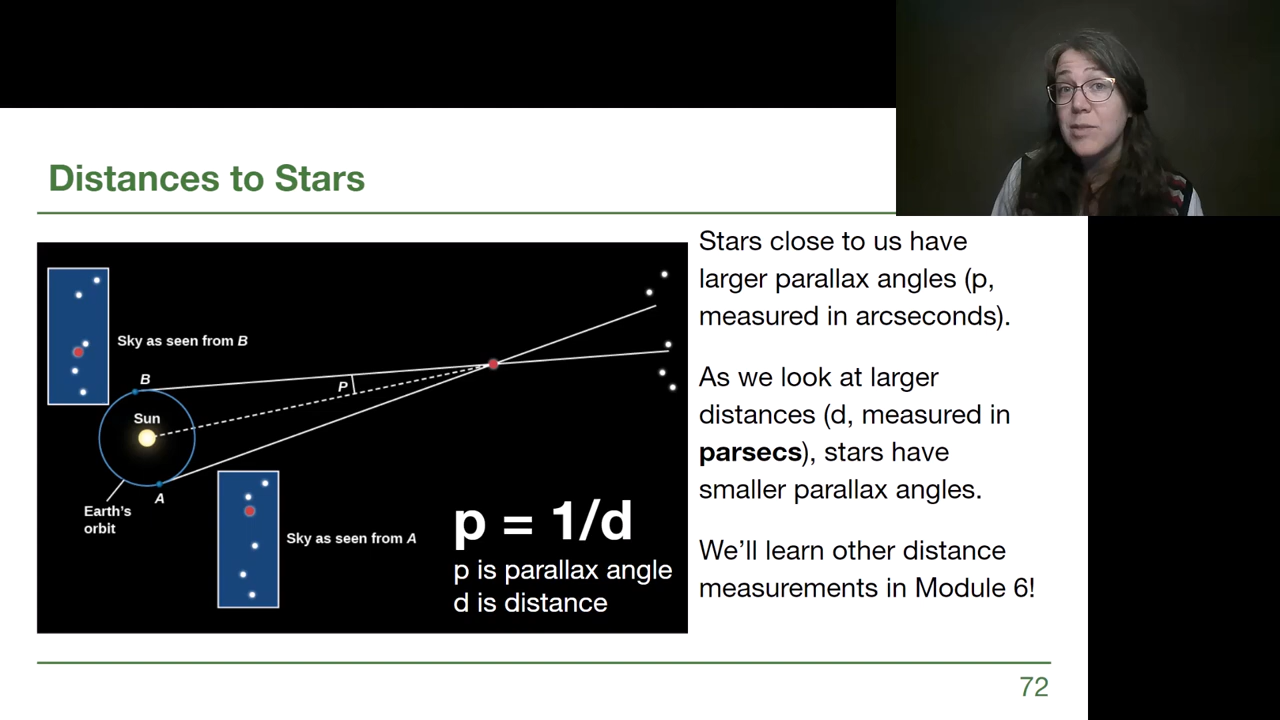 Distances to Stars
Sky as seen from B
B
P
Sun
A
Earth's
orbit
Sky as seen from A
p = 1/d
p is parallax angle
d is distance
Stars close to us have
larger parallax angles (p,
measured in arcseconds).
As we look at larger
distances (d, measured in
parsecs), stars have
smaller parallax angles.
We'll learn other distance
measurements in Module 6!
72